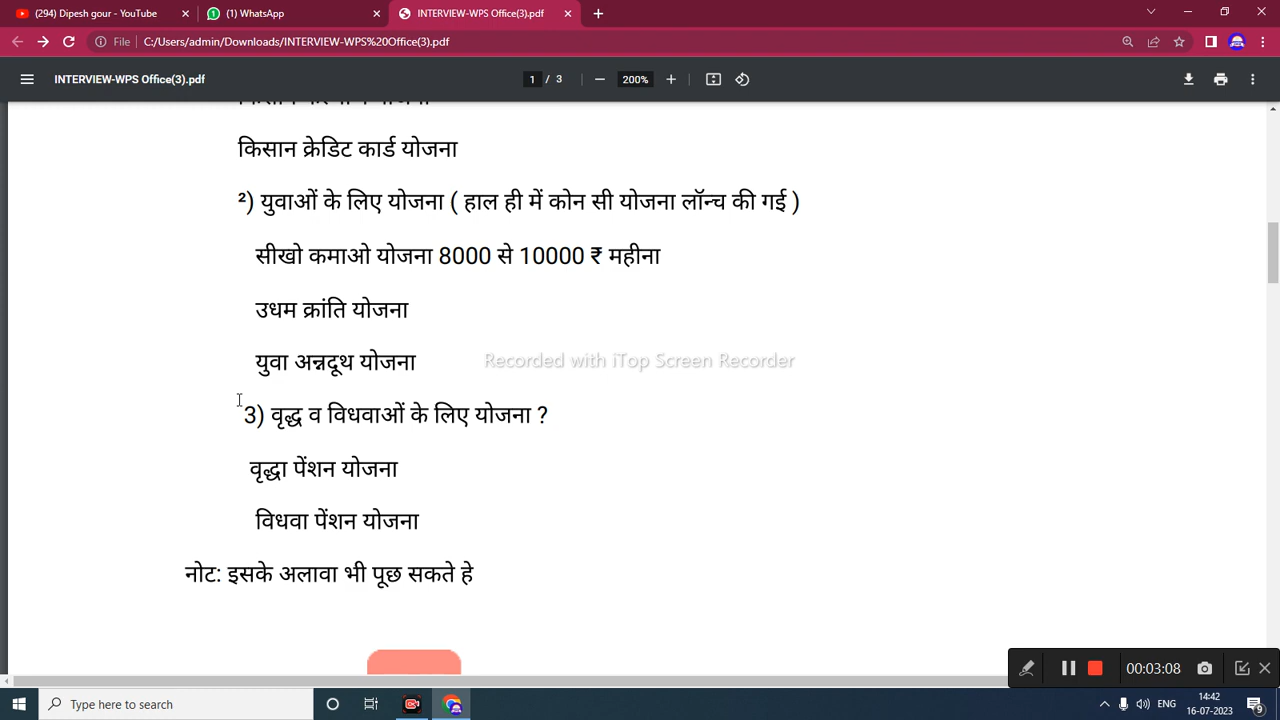 (294) Dipesh gour - YouTube
(1) WhatsApp
INTERVIEW-WPS Office(3).pdf
File
C:/Users/admin/Downloads/INTERVIEW-WPS%20Office(3).pdf
INTERVIEW-WPS Office(3).pdf
1 / 3
200%
किसान क्रेडिट कार्ड योजना
²) युवाओं के लिए योजना ( हाल ही में कोन सी योजना लॉन्च की गई )
सीखो कमाओ योजना 8000 से 10000 ₹ महीना
उधम क्रांति योजना
युवा अन्नदूथ योजना
Recorded with iTop Screen Recorder
3) वृद्ध व विधवाओं के लिए योजना ?
वृद्धा पेंशन योजना
विधवा पेंशन योजना
नोट: इसके अलावा भी पूछ सकते हे
00:03:08
Type here to search
ENG
14:42
16-07-2023
9